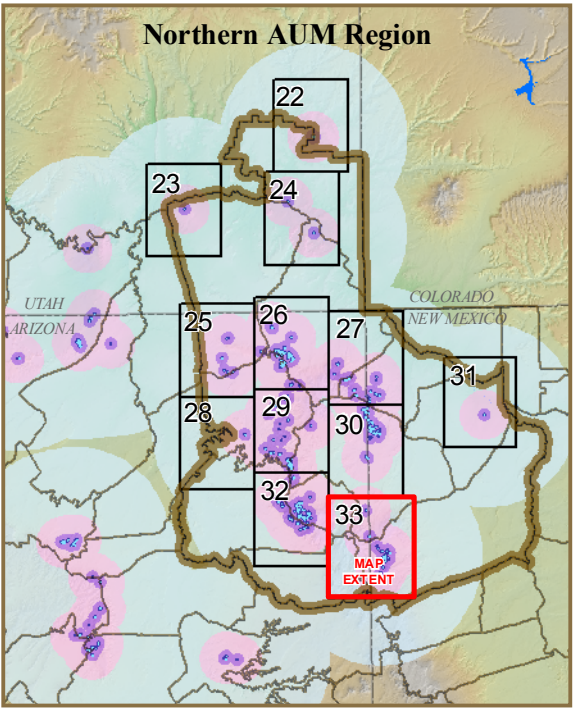 Northern AUM Region
22
23
24
UTAH
COLORADO
ARIZONA
NEW MEXICO
25
26
27
31
28
29
30
32
33
MAP
EXTENT